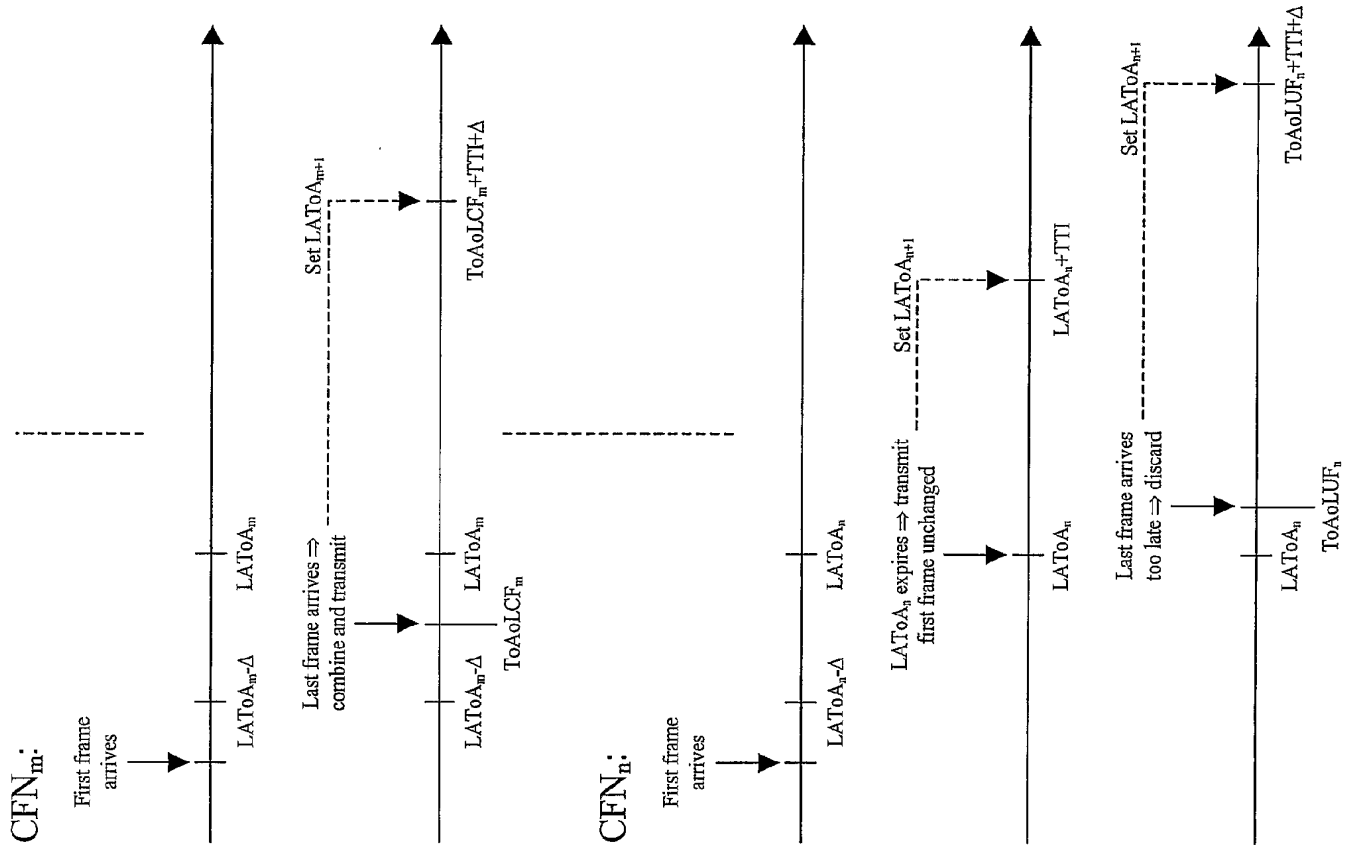 CFNm:
First frame
arrives
LAToAm-Δ
LAToAm
Last frame arrives ⇒
combine and transmit
Set LAToAm+1
LAToAm-Δ
ToAoLCFm
LAToAm
ToAoLCFm+TTI+Δ
CFNn:
First frame
arrives
LAToAn-Δ
LAToAn
LAToAn expires ⇒ transmit
first frame unchanged
Set LAToAn+1
LAToAn
LAToAn+TTI
Last frame arrives
too late ⇒ discard
Set LAToAn+1
LAToAn
ToAoLUFn
ToAoLUFn+TTI+Δ